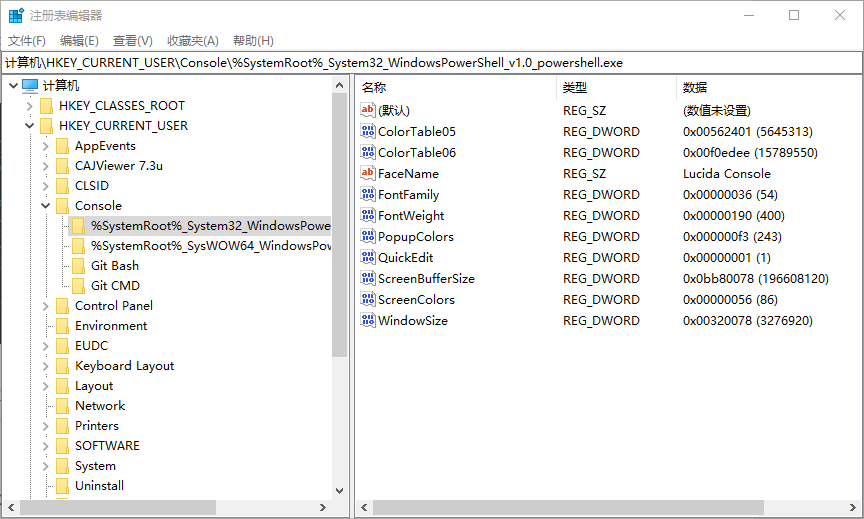 注册表编辑器
文件(F) 编辑(E) 查看(V) 收藏夹(A) 帮助(H)
计算机\HKEY_CURRENT_USER\Console\%SystemRoot%_System32_WindowsPowerShell_v1.0_powershell.exe
计算机
HKEY_CLASSES_ROOT
HKEY_CURRENT_USER
AppEvents
CAJViewer 7.3u
CLSID
Console
%SystemRoot%_System32_WindowsPowe
%SystemRoot%_SysWOW64_WindowsPov
Git Bash
Git CMD
Control Panel
Environment
EUDC
Keyboard Layout
Layout
Network
Printers
SOFTWARE
System
Uninstall
名称 类型 数据
ab (默认) REG_SZ (数值未设置)
ColorTable05 REG_DWORD 0x00562401 (5645313)
ColorTable06 REG_DWORD 0x00f0edee (15789550)
ab FaceName REG_SZ Lucida Console
FontFamily REG_DWORD 0x00000036 (54)
FontWeight REG_DWORD 0x00000190 (400)
PopupColors REG_DWORD 0x000000f3 (243)
QuickEdit REG_DWORD 0x00000001 (1)
ScreenBufferSize REG_DWORD 0x0bb80078 (196608120)
ScreenColors REG_DWORD 0x00000056 (86)
WindowSize REG_DWORD 0x00320078 (3276920)